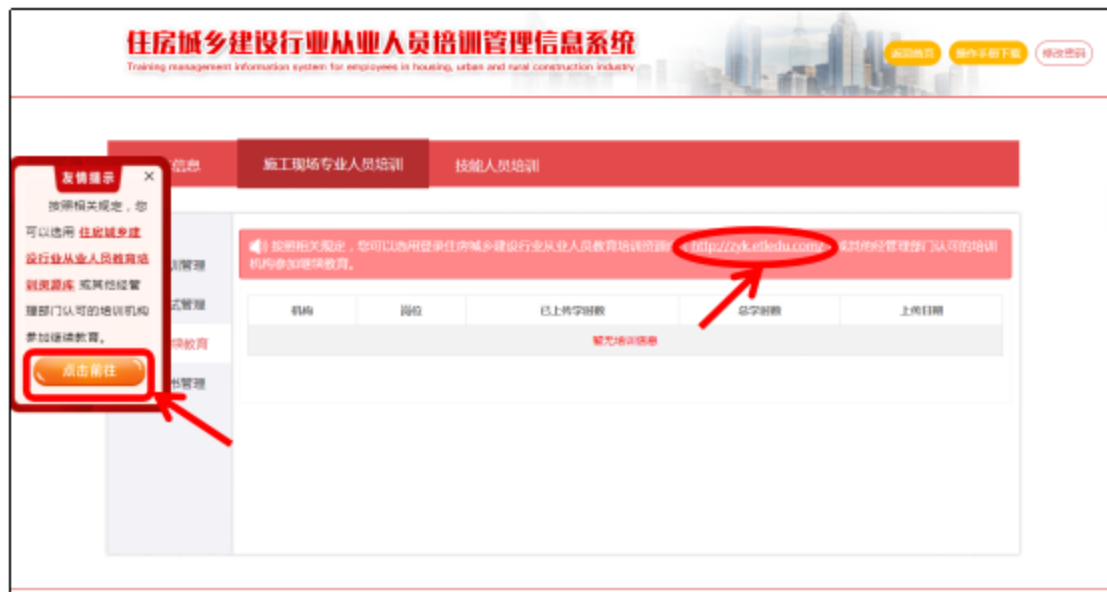 住房城乡建设行业从业人员培训管理信息系统
Training management information system for employees in housing, urban and rural construction industry
返回首页 操作手册下载 修改密码
信息 施工现场专业人员培训 技能人员培训
友情提示 ×
按照相关规定，您
可以选用 住房城乡建
设行业从业人员教育培
训资源库 或其他经管
理部门认可的培训机构
参加继续教育。
点击前往
训管理
式管理
续教育
书管理
按照相关规定，您可以选用登录住房城乡建设行业从业人员教育培训资源 http://zyk.etledu.com/ 或其他经管理部门认可的培训
机构参加继续教育。
机构 岗位 已上传学时数 总学时数 上传日期
暂无培训信息